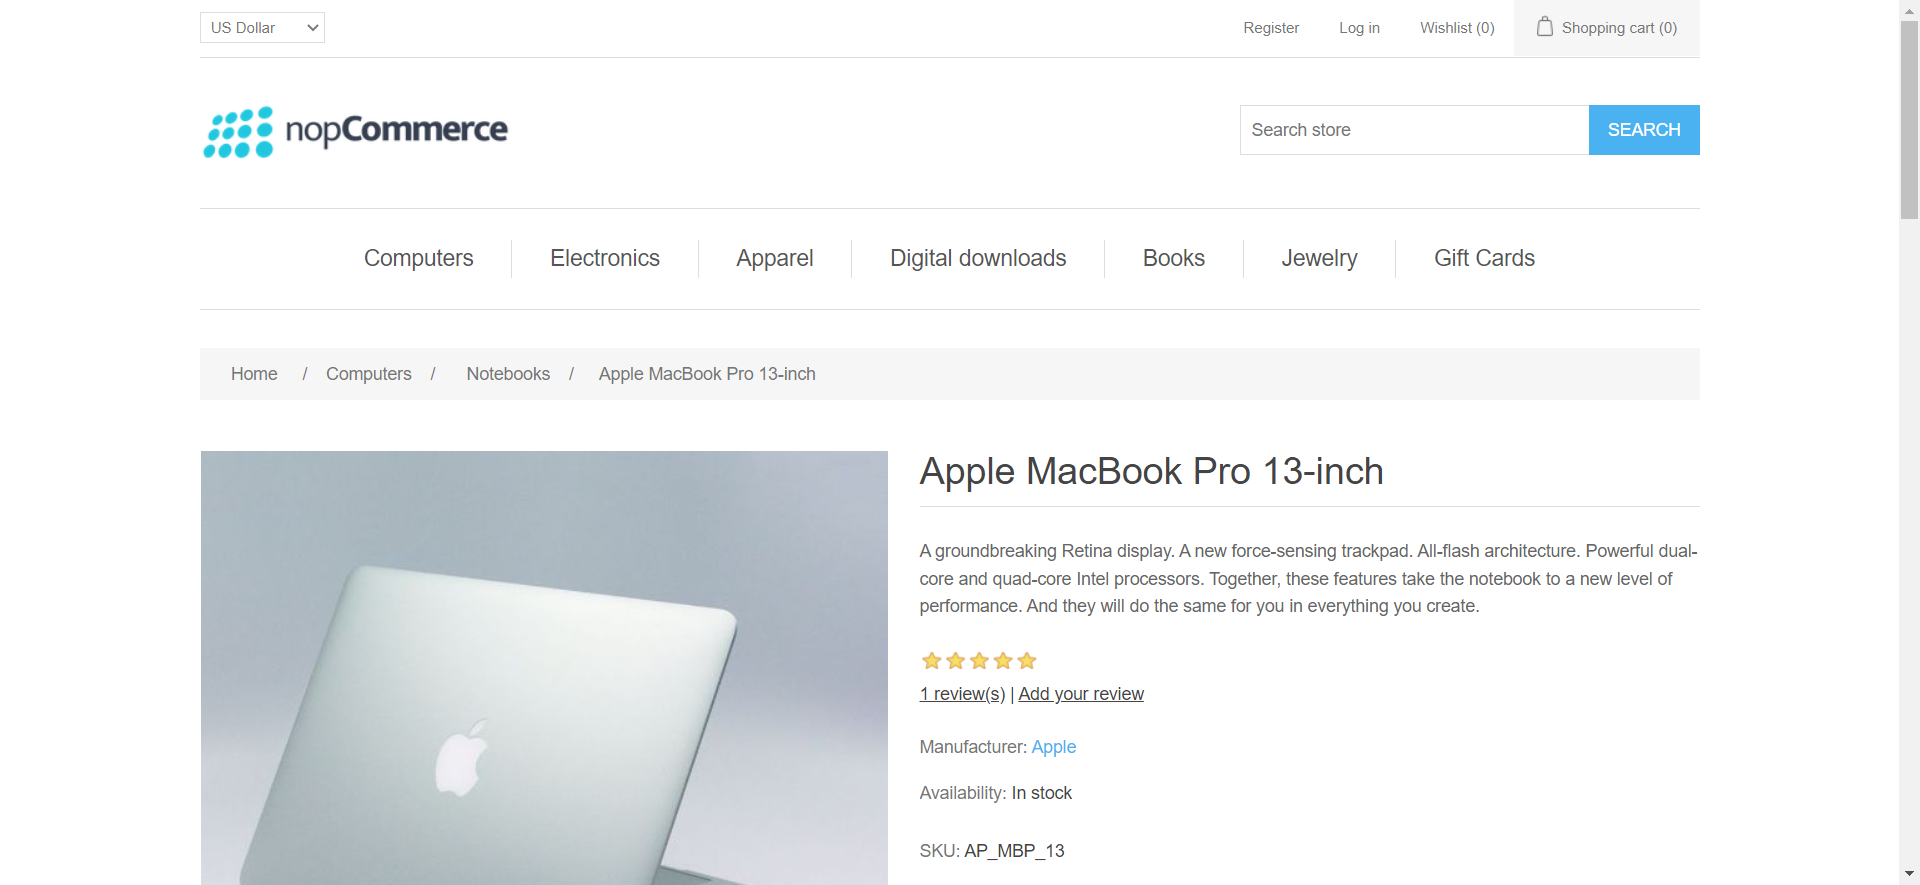 US Dollar
Register
Log in
Wishlist (0)
Shopping cart (0)
nopCommerce
Search store
SEARCH
Computers
Electronics
Apparel
Digital downloads
Books
Jewelry
Gift Cards
Home / Computers / Notebooks / Apple MacBook Pro 13-inch
Apple MacBook Pro 13-inch
A groundbreaking Retina display. A new force-sensing trackpad. All-flash architecture. Powerful dual-
core and quad-core Intel processors. Together, these features take the notebook to a new level of
performance. And they will do the same for you in everything you create.
1 review(s) | Add your review
Manufacturer: Apple
Availability: In stock
SKU: AP_MBP_13